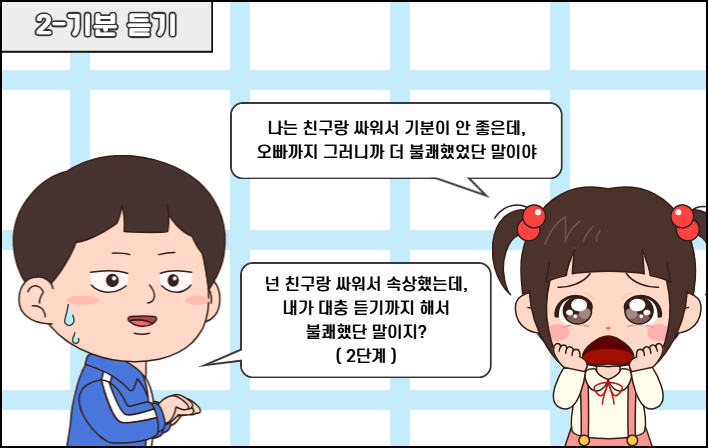 2-기분 듣기
나는 친구랑 싸워서 기분이 안 좋은데,
오빠까지 그러니까 더 불쾌했었단 말이야
넌 친구랑 싸워서 속상했는데,
내가 대충 듣기까지 해서
불쾌했단 말이지?
( 2단계 )